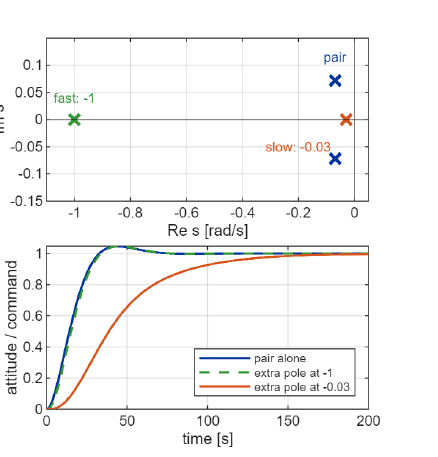 0.1
0.05
0
-0.05
-0.1
-0.15
pair
fast: -1
slow: -0.03
-1 -0.8 -0.6 -0.4 -0.2 0
Re s [rad/s]
1
0.8
0.6
0.4
0.2
0
attitude / command
pair alone
extra pole at -1
extra pole at -0.03
0 50 100 150 200
time [s]